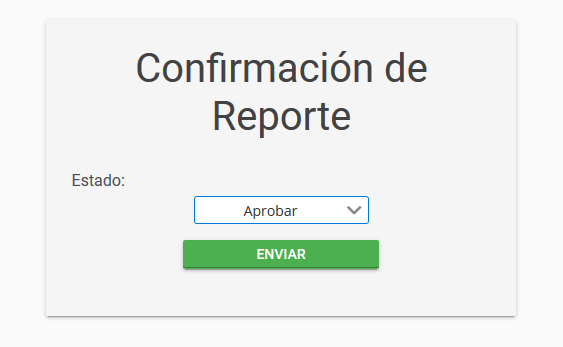 Confirmación de
Reporte
Estado:
Aprobar
ENVIAR